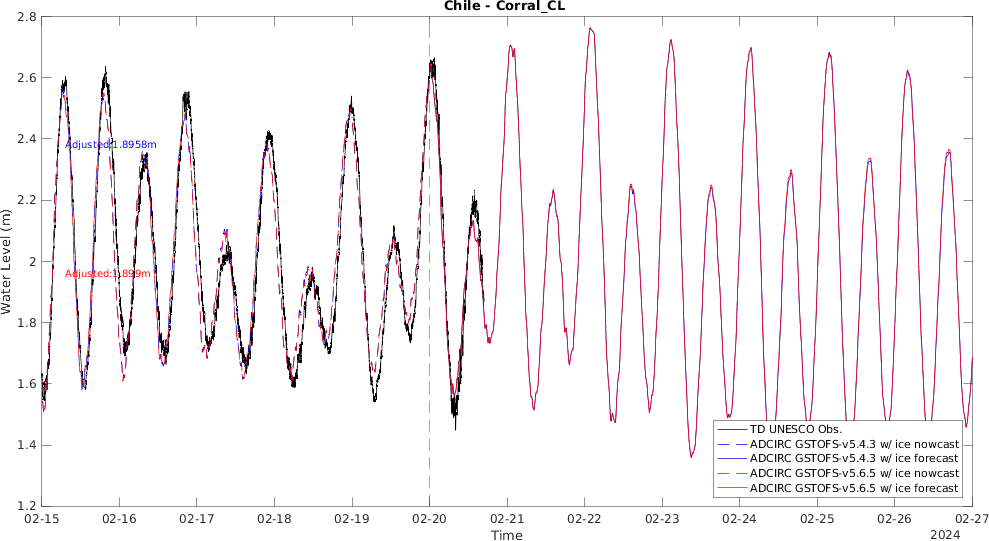 Chile - Corral_CL
2.8
2.6
2.4
2.2
2
1.8
1.6
1.4
1.2
Water Level (m)
Adjusted:1.8958m
Adjusted:1.899m
TD UNESCO Obs.
ADCIRC GSTOFS-v5.4.3 w/ ice nowcast
ADCIRC GSTOFS-v5.4.3 w/ ice forecast
ADCIRC GSTOFS-v5.6.5 w/ ice nowcast
ADCIRC GSTOFS-v5.6.5 w/ ice forecast
02-15 02-16 02-17 02-18 02-19 02-20 02-21 02-22 02-23 02-24 02-25 02-26 02-27
Time
2024